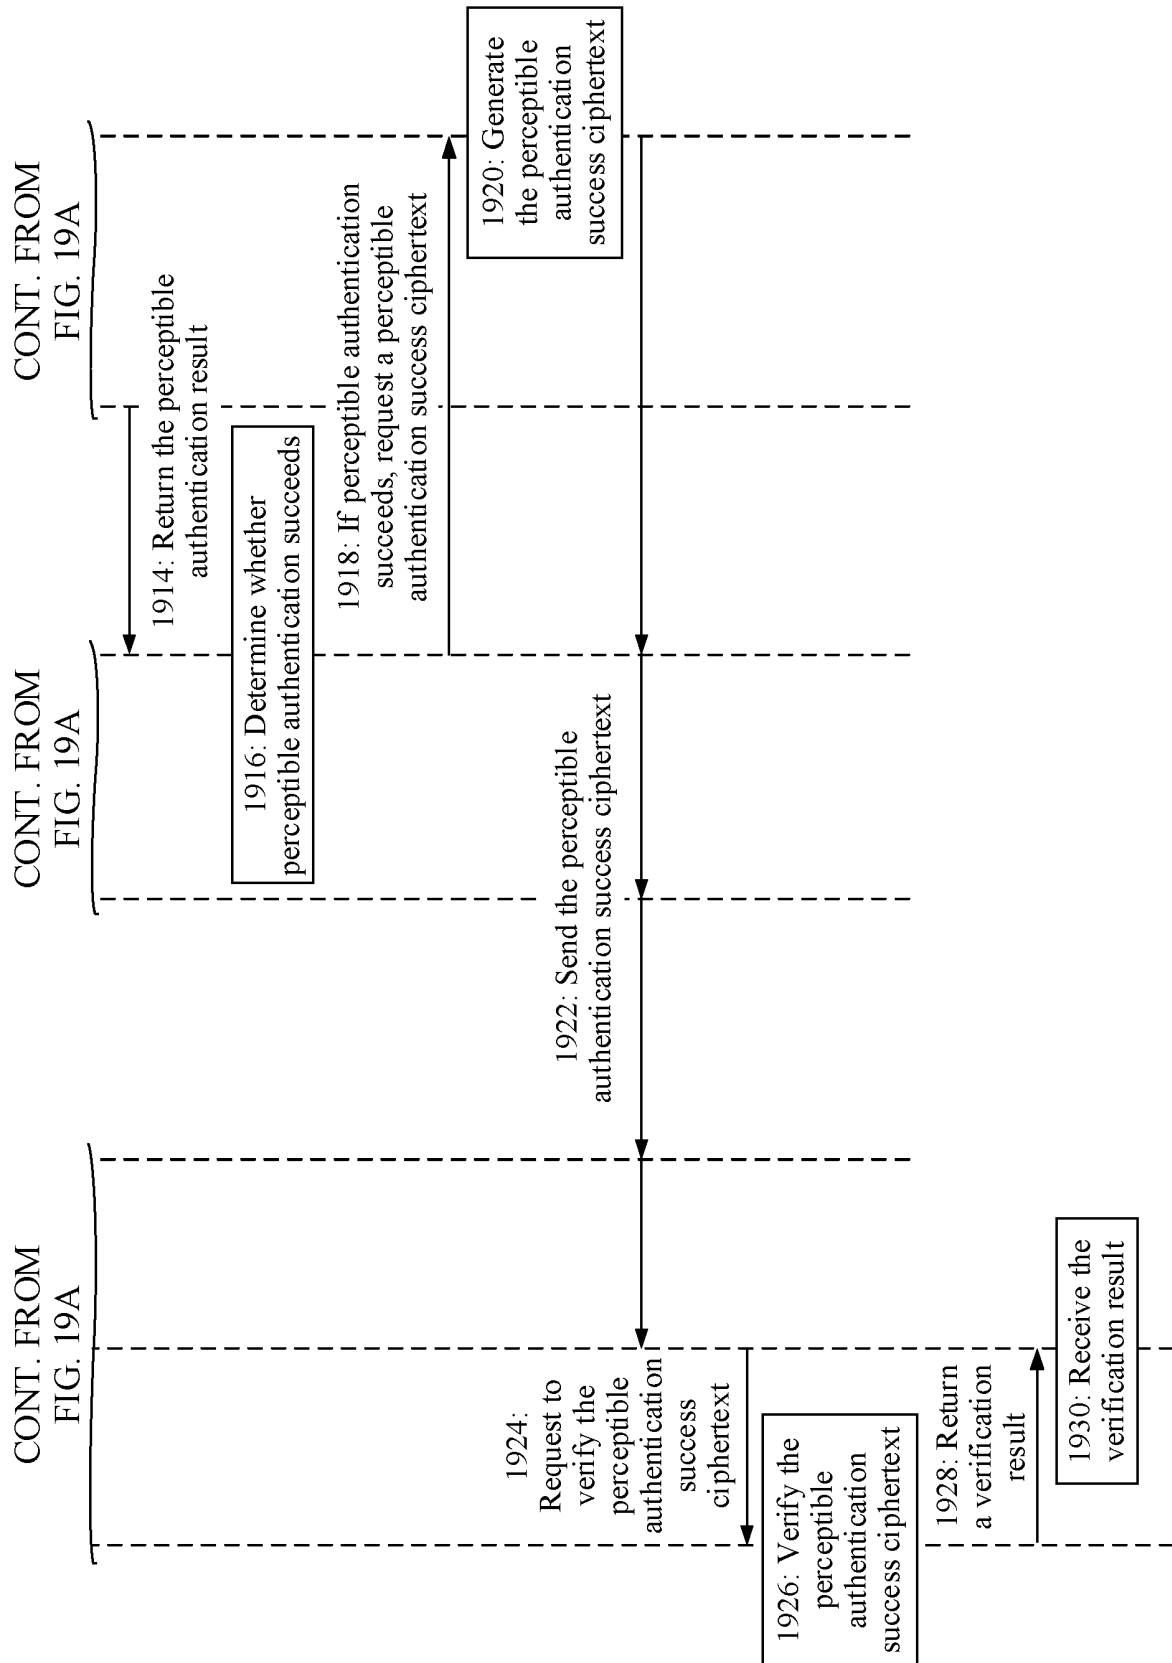 CONT. FROM
FIG. 19A
CONT. FROM
FIG. 19A
CONT. FROM
FIG. 19A
1914: Return the perceptible
authentication result
1916: Determine whether
perceptible authentication succeeds
1918: If perceptible authentication
succeeds, request a perceptible
authentication success ciphertext
1920: Generate
the perceptible
authentication
success ciphertext
1922: Send the perceptible
authentication success ciphertext
1924:
Request to
verify the
perceptible
authentication
success
ciphertext
1926: Verify the
perceptible
authentication
success ciphertext
1928: Return
a verification
result
1930: Receive the
verification result